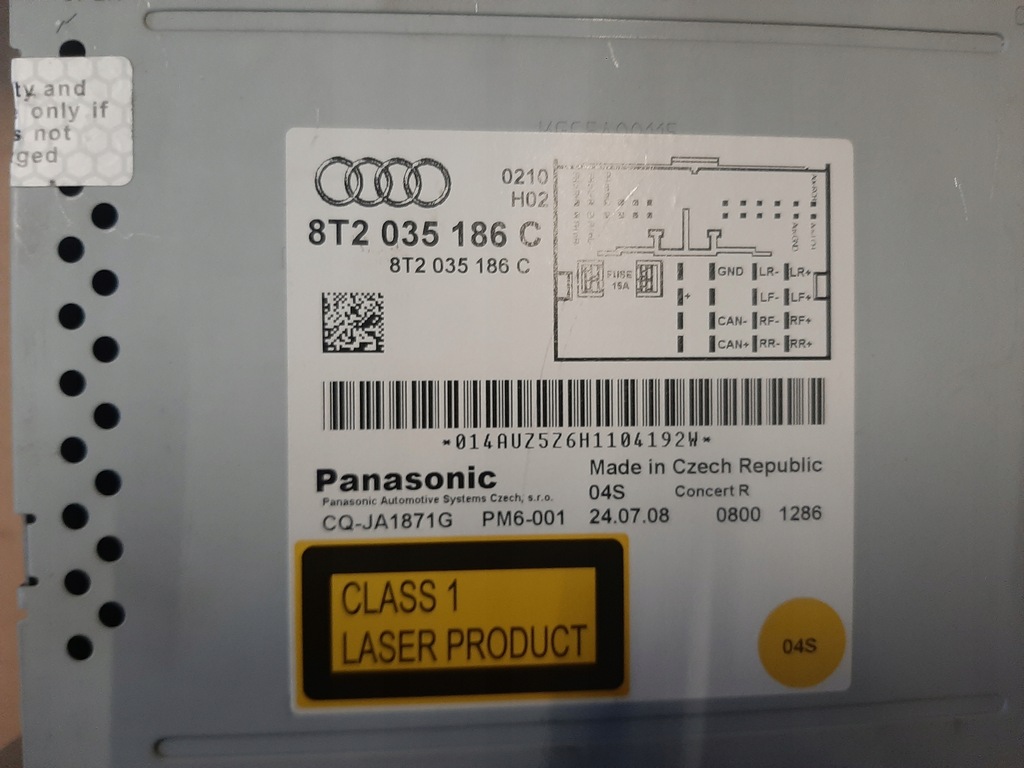 ty and
only if
s not
ged
0210
H02
8T2 035 186 C
8T2 035 186 C
FUSE
15A
GND LR- LR+
+ LF- LF+
CAN- RF- RF+
CAN+ RR- RR+
*014AUZ5Z6H1104192W*
Panasonic Made in Czech Republic
Panasonic Automotive Systems Czech, s.r.o. 04S Concert R
CQ-JA1871G PM6-001 24.07.08 0800 1286
CLASS 1
LASER PRODUCT
04S